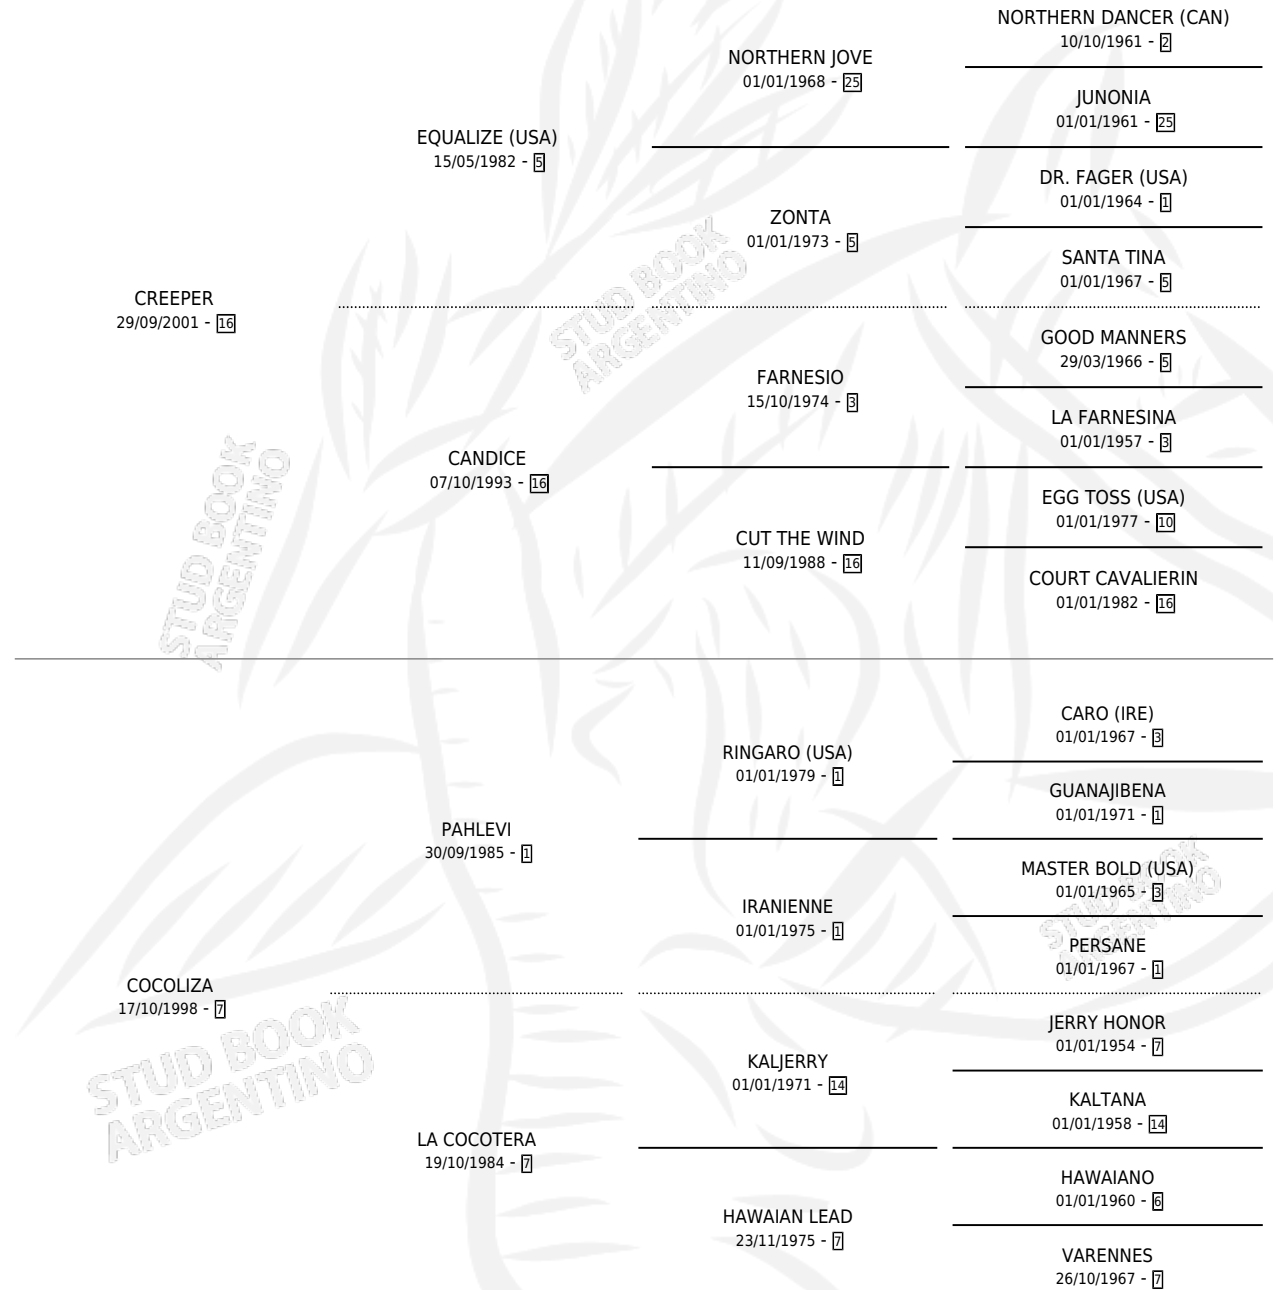 NORTHERN DANCER (CAN)
10/10/1961 - 2
NORTHERN JOVE
01/01/1968 - 25
JUNONIA
01/01/1961 - 25
EQUALIZE (USA)
15/05/1982 - 5
DR. FAGER (USA)
01/01/1964 - 1
ZONTA
01/01/1973 - 5
SANTA TINA
01/01/1967 - 5
CREEPER
29/09/2001 - 16
GOOD MANNERS
29/03/1966 - 5
FARNESIO
15/10/1974 - 3
LA FARNESINA
01/01/1957 - 3
CANDICE
07/10/1993 - 16
EGG TOSS (USA)
01/01/1977 - 10
CUT THE WIND
11/09/1988 - 16
COURT CAVALIERIN
01/01/1982 - 16
CARO (IRE)
01/01/1967 - 3
RINGARO (USA)
01/01/1979 - 1
GUANAJIBENA
01/01/1971 - 1
PAHLEVI
30/09/1985 - 1
MASTER BOLD (USA)
01/01/1965 - 3
IRANIENNE
01/01/1975 - 1
PERSANE
01/01/1967 - 1
COCOLIZA
17/10/1998 - 7
JERRY HONOR
01/01/1954 - 7
KALJERRY
01/01/1971 - 14
KALTANA
01/01/1958 - 14
LA COCOTERA
19/10/1984 - 7
HAWAIANO
01/01/1960 - 6
HAWAIAN LEAD
23/11/1975 - 7
VARENNES
26/10/1967 - 7
STUD BOOK
ARGENTINO
STUD BOOK
ARGENTINO
STUD BOOK
ARGENTINO
STUD BOOK
ARGENTINO